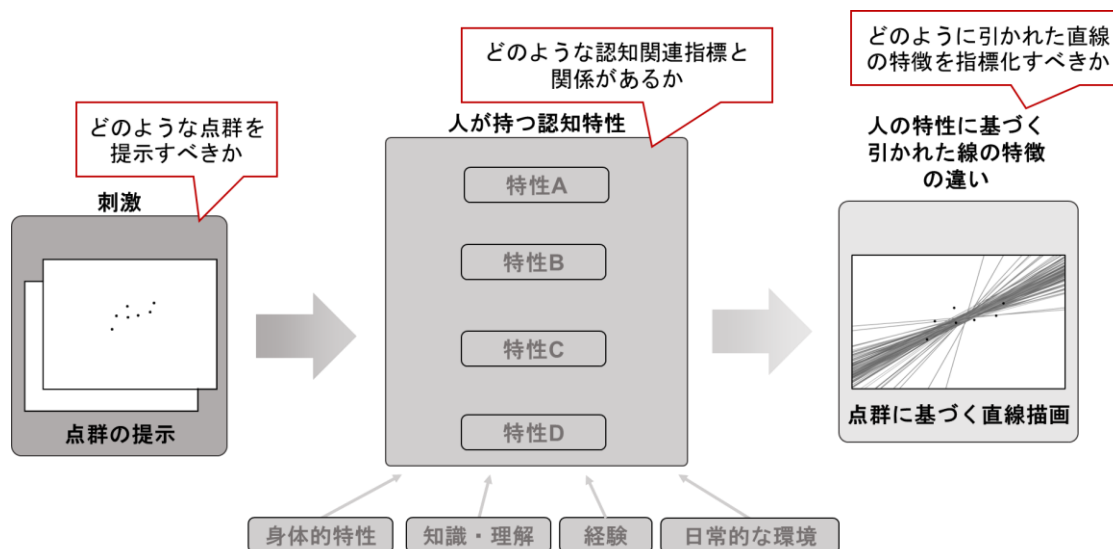 どのような点群を
提示すべきか
刺激
点群の提示
どのような認知関連指標と
関係があるか
人が持つ認知特性
特性A
特性B
特性C
特性D
身体的特性
知識・理解
経験
日常的な環境
どのように引かれた直線
の特徴を指標化すべきか
人の特性に基づく
引かれた線の特徴
の違い
点群に基づく直線描画